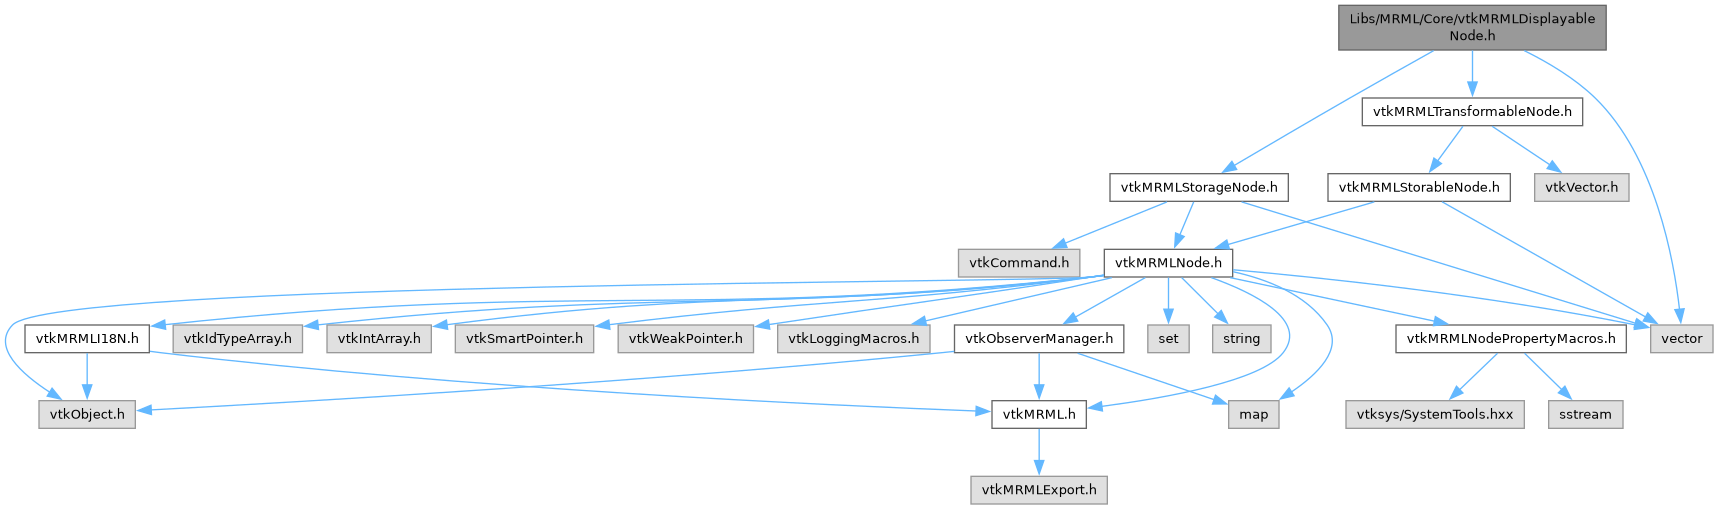 Libs/MRML/Core/vtkMRMLDisplayable
Node.h
vtkMRMLTransformableNode.h
vtkMRMLStorageNode.h
vtkMRMLStorableNode.h
vtkVector.h
vtkCommand.h
vtkMRMLNode.h
vtkMRMLI18N.h
vtkIdTypeArray.h
vtkIntArray.h
vtkSmartPointer.h
vtkWeakPointer.h
vtkLoggingMacros.h
vtkObserverManager.h
set
string
vtkMRMLNodePropertyMacros.h
vector
vtkObject.h
vtkMRML.h
map
vtksys/SystemTools.hxx
sstream
vtkMRMLExport.h